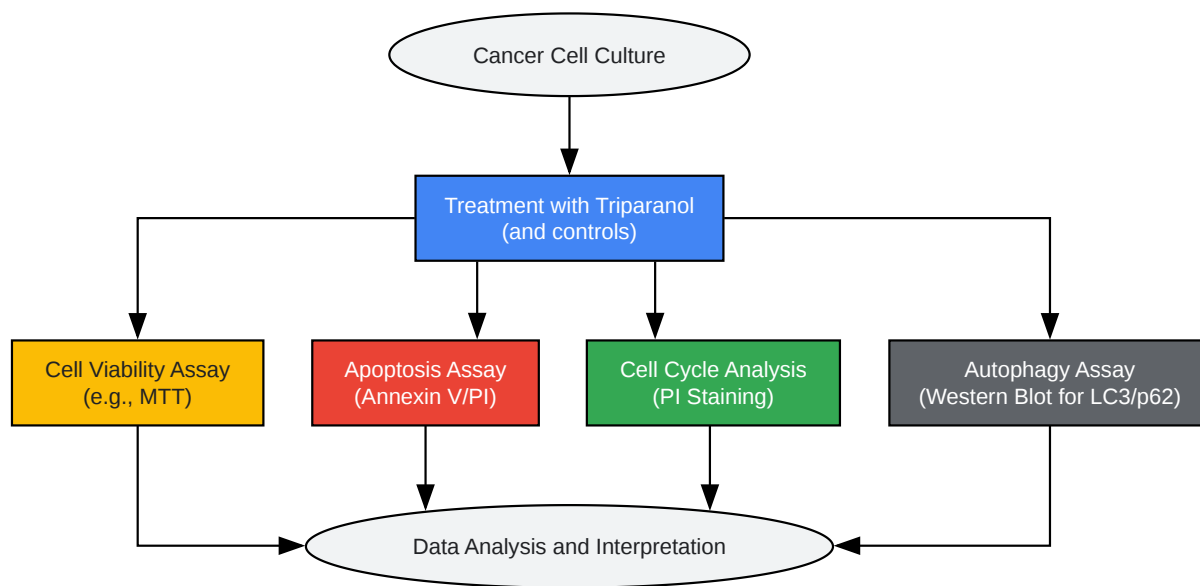 Cancer Cell Culture
Treatment with Triparanol
(and controls)
Cell Viability Assay
(e.g., MTT)
Apoptosis Assay
(Annexin V/PI)
Cell Cycle Analysis
(PI Staining)
Autophagy Assay
(Western Blot for LC3/p62)
Data Analysis and Interpretation